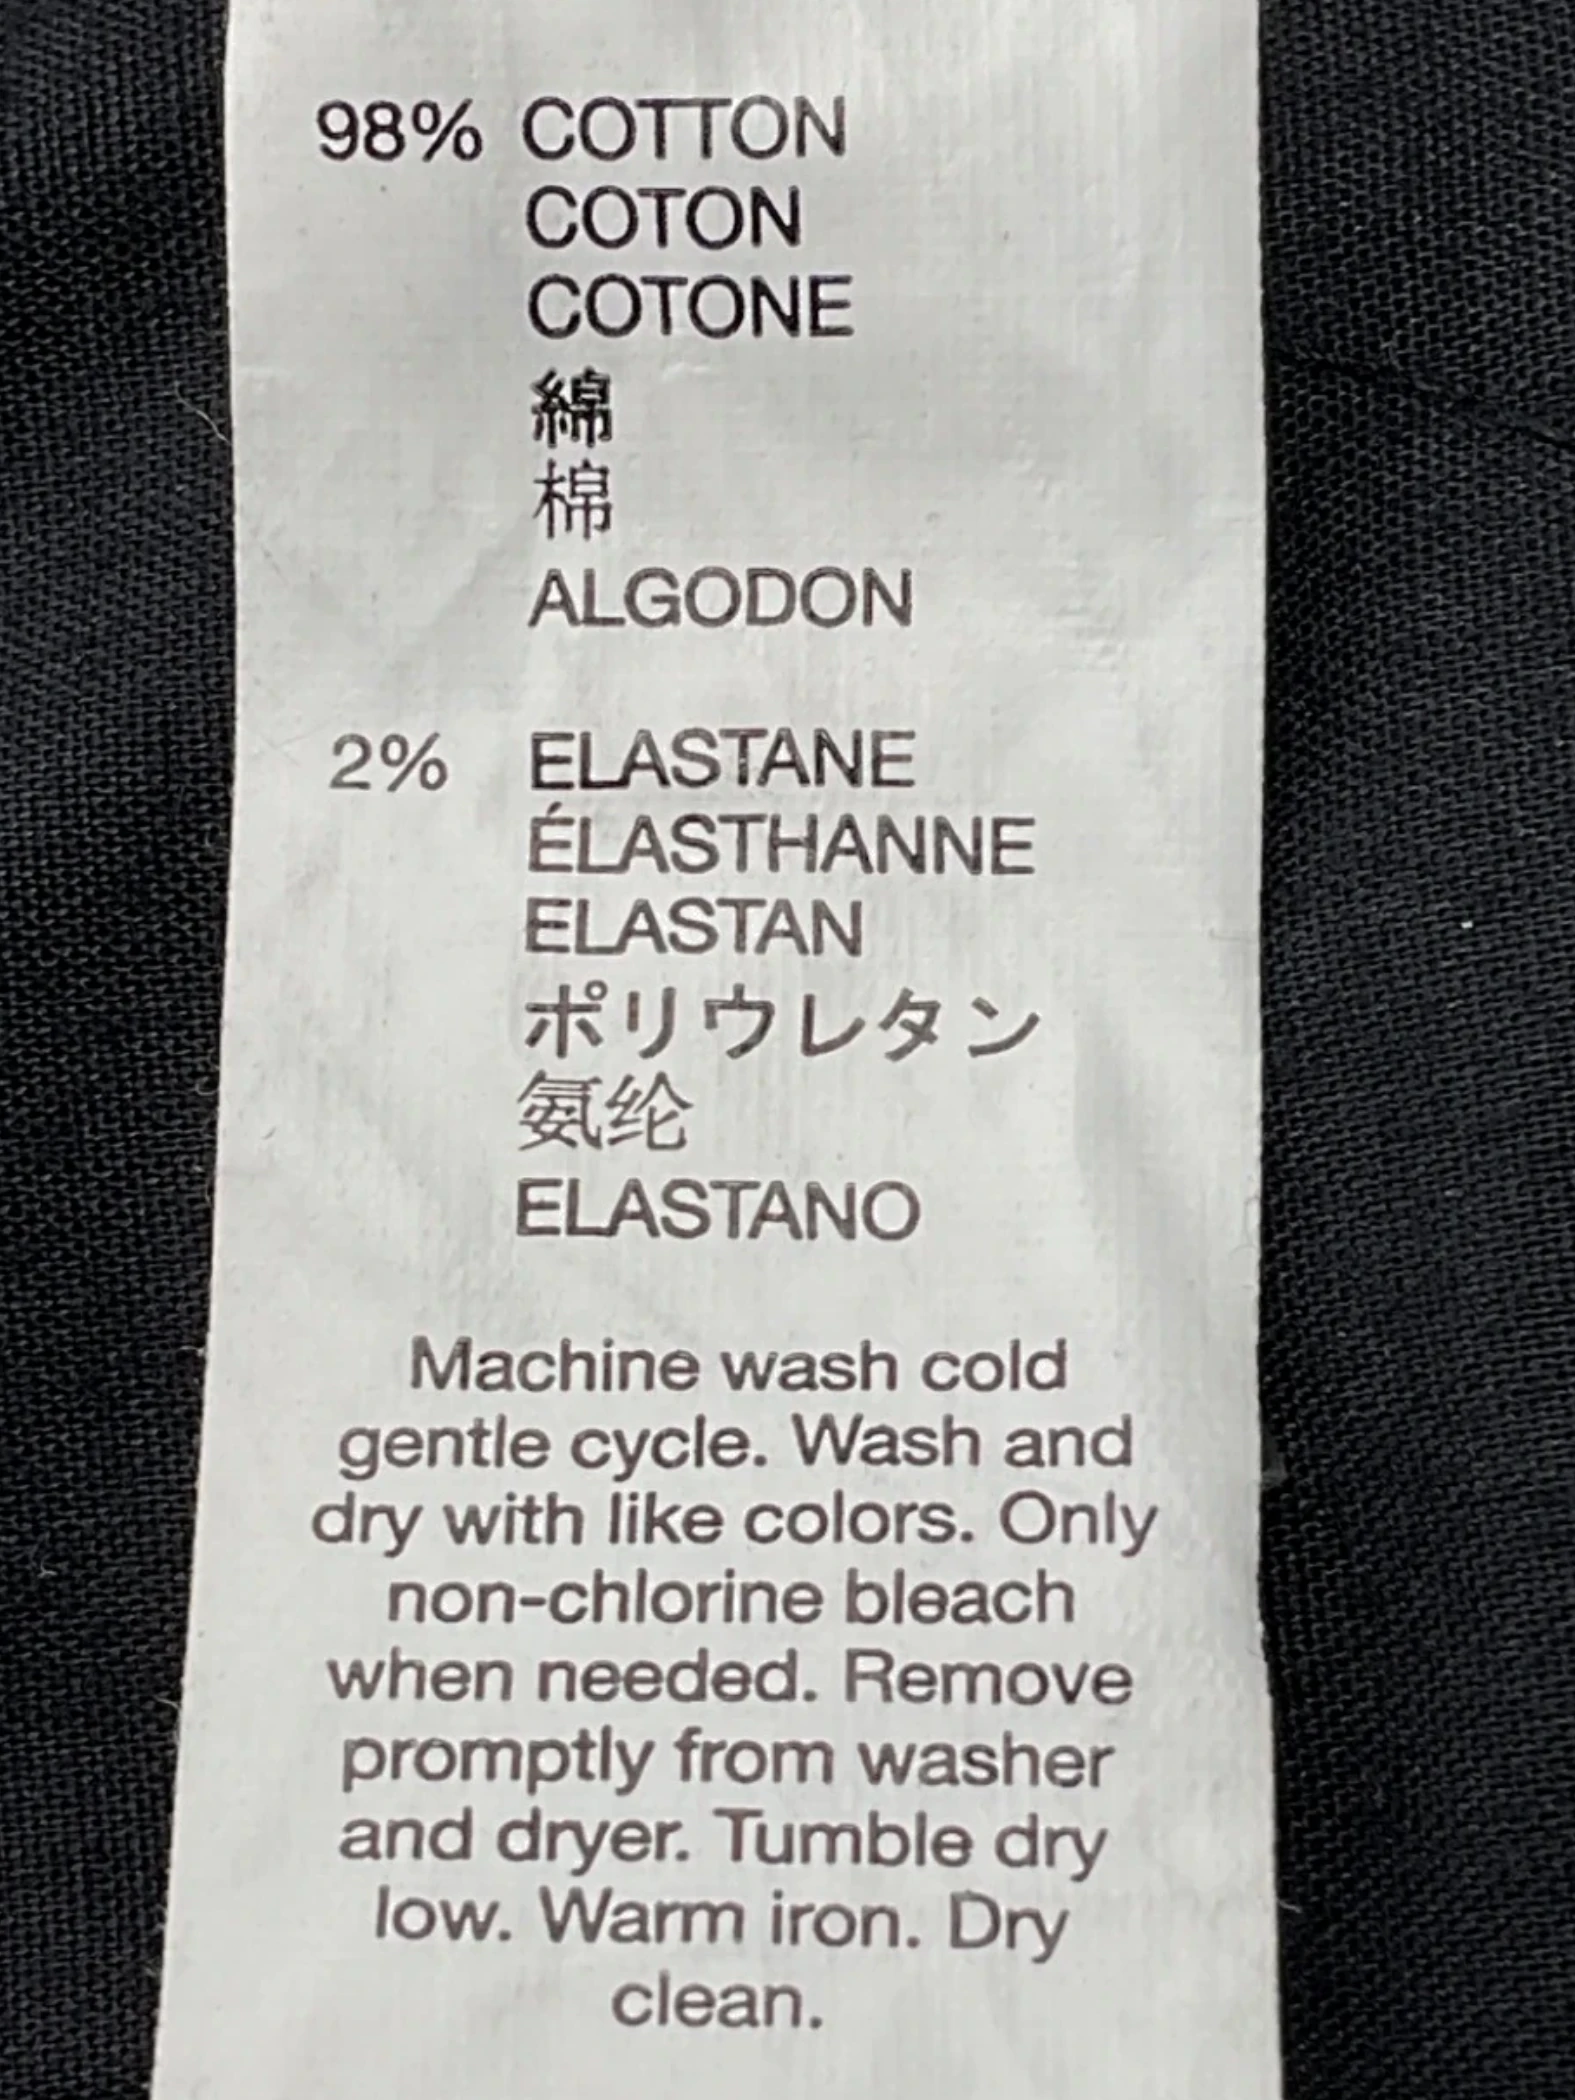 98% COTTON
COTON
COTONE
綿
棉
ALGODON
2% ELASTANE
ÉLASTHANNE
ELASTAN
ポリウレタン
氨纶
ELASTANO
Machine wash cold
gentle cycle. Wash and
dry with like colors. Only
non-chlorine bleach
when needed. Remove
promptly from washer
and dryer. Tumble dry
low. Warm iron. Dry
clean.